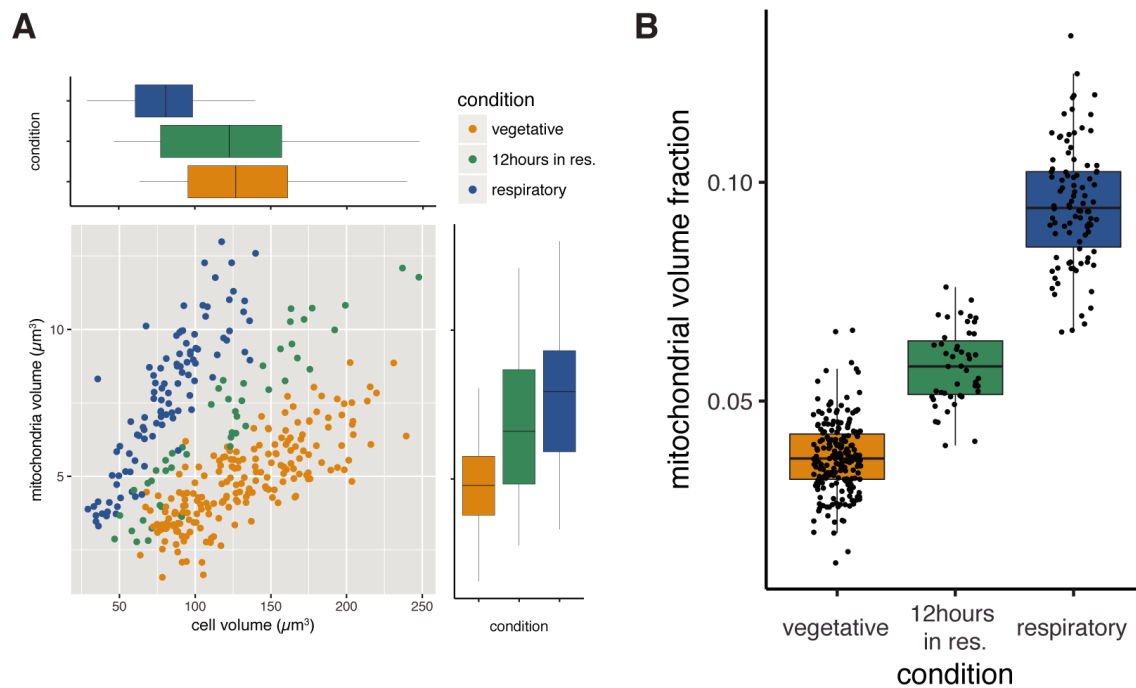 A
condition
condition
vegetative
12hours in res.
respiratory
mitochondria volume (µm³)
10
5
50
100
150
200
250
cell volume (µm³)
condition
B
mitochondrial volume fraction
0.10
0.05
vegetative
12hours
in res.
respiratory
condition